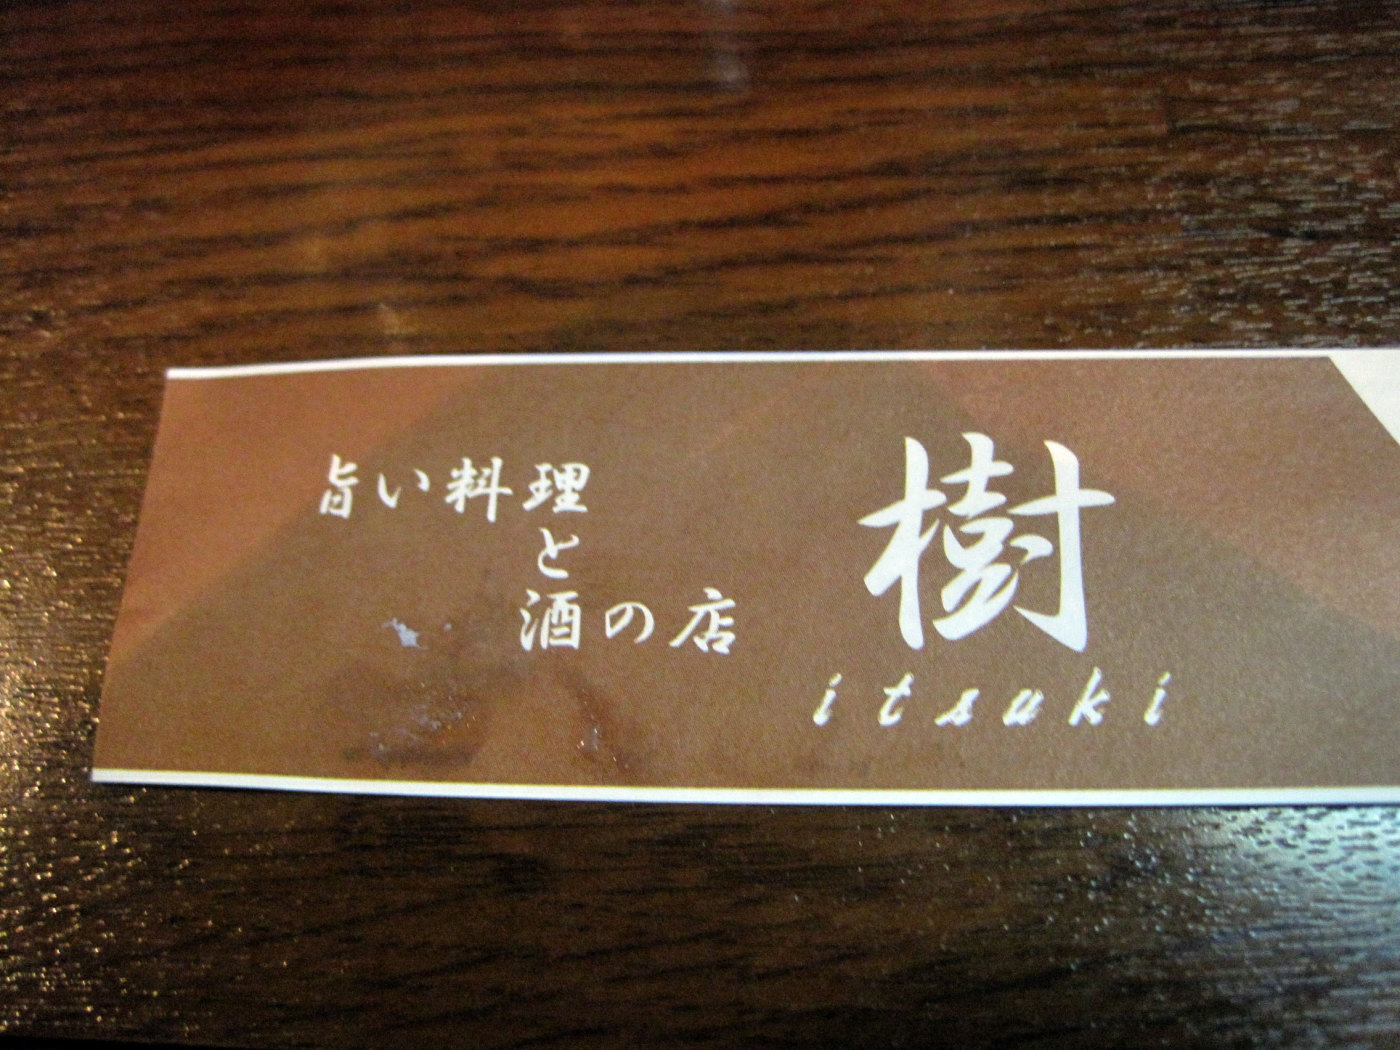 旨い料理
と
酒の店
樹
itsuki